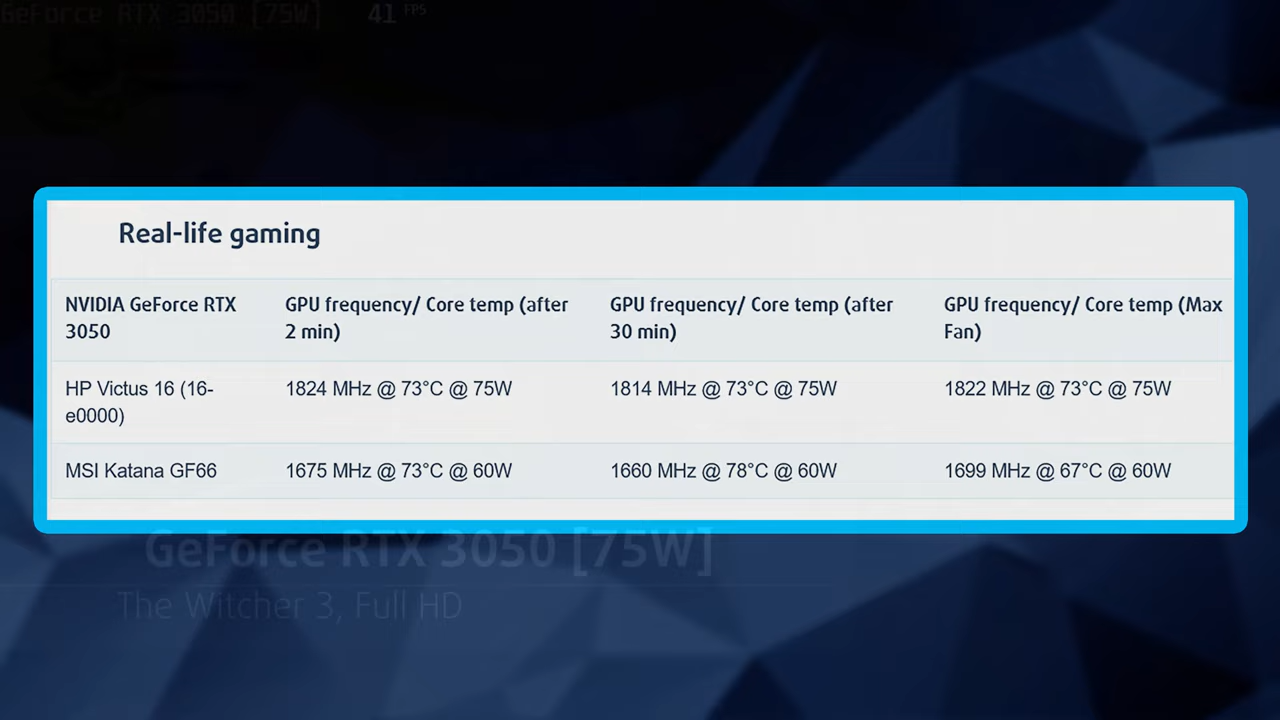 GeForce RTX 3050 [75W] 41 FPS
Real-life gaming
NVIDIA GeForce RTX GPU frequency/ Core temp (after GPU frequency/ Core temp (after GPU frequency/ Core temp (Max
3050 2 min) 30 min) Fan)
HP Victus 16 (16- 1824 MHz @ 73°C @ 75W 1814 MHz @ 73°C @ 75W 1822 MHz @ 73°C @ 75W
e0000)
MSI Katana GF66 1675 MHz @ 73°C @ 60W 1660 MHz @ 78°C @ 60W 1699 MHz @ 67°C @ 60W
GeForce RTX 3050 [75W]
The Witcher 3, Full HD